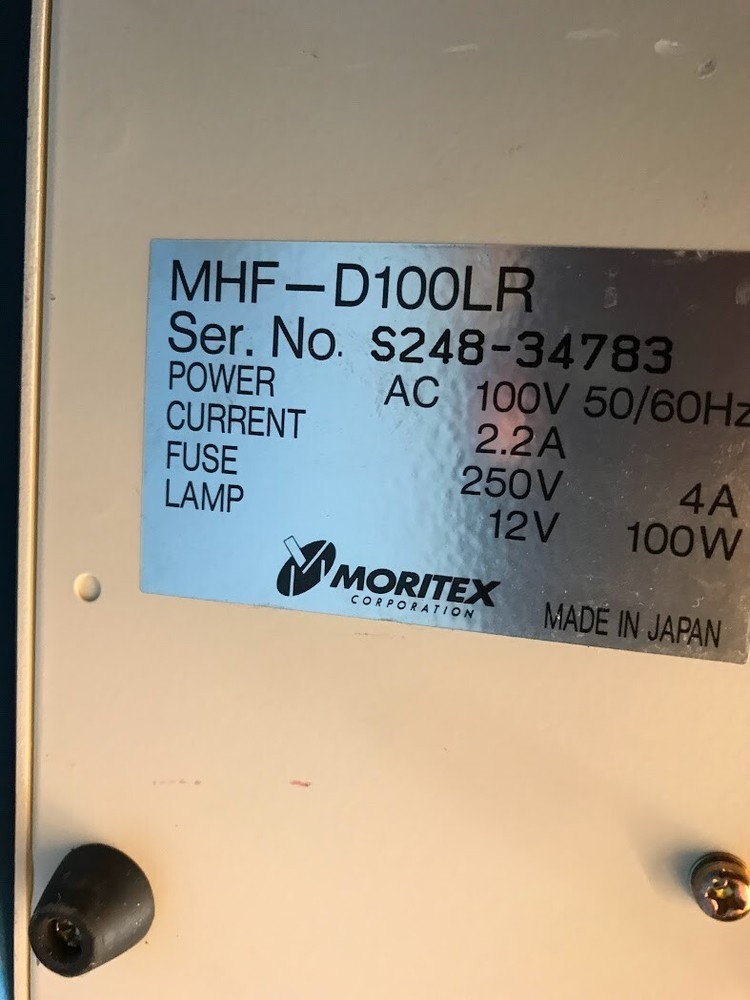 MHF-D100LR
Ser. No. S248-34783
POWER AC 100V 50/60Hz
CURRENT 2.2A
FUSE 250V 4A
LAMP 12V 100W
MORITEX
CORPORATION
MADE IN JAPAN